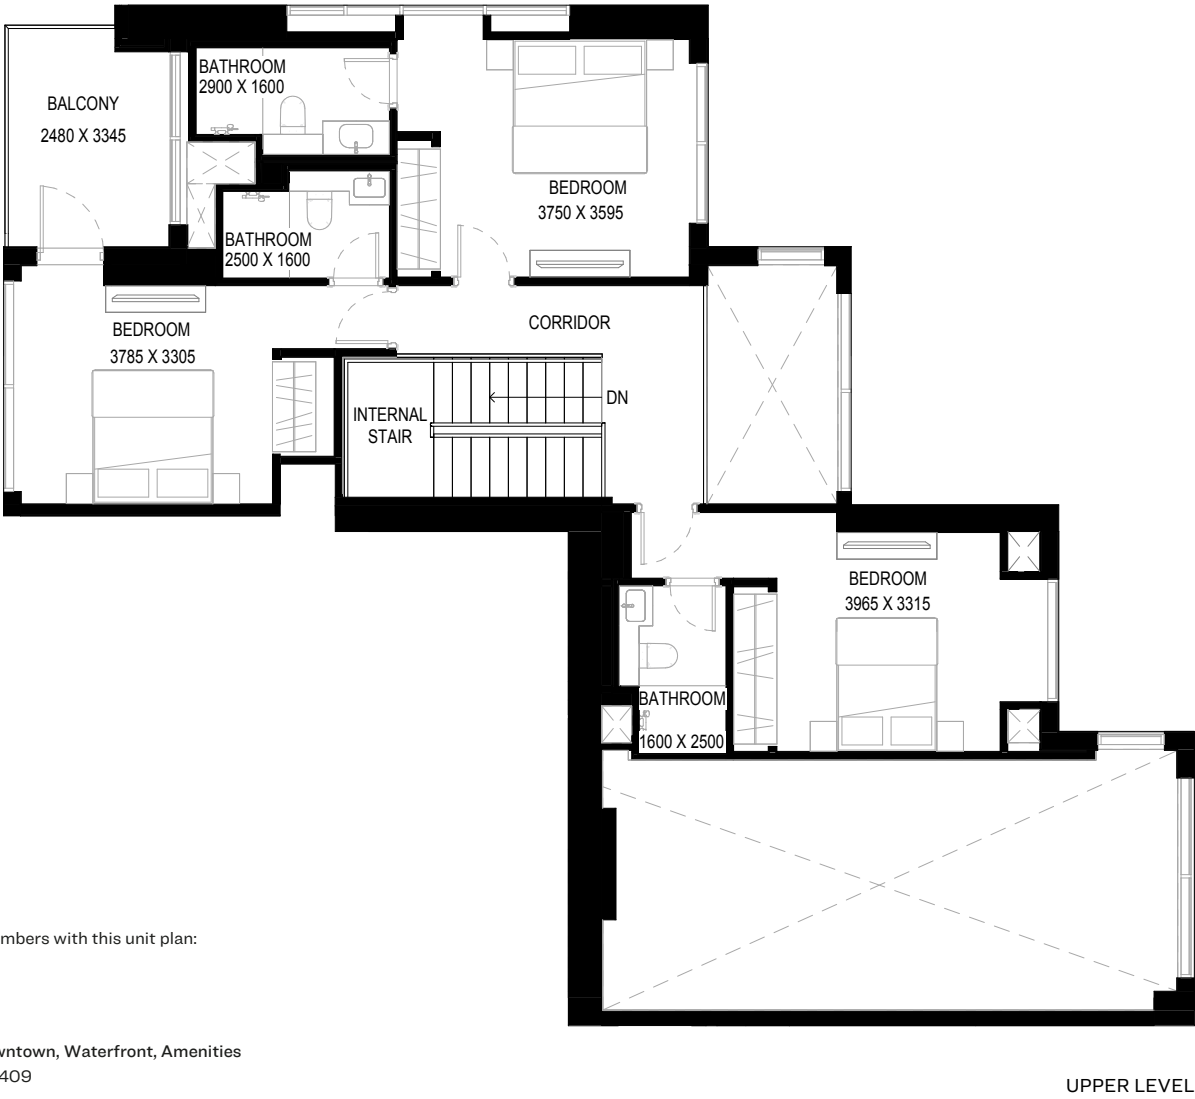 BATHROOM
2900 X 1600
BALCONY
2480 X 3345
BEDROOM
3750 X 3595
BATHROOM
2500 X 1600
CORRIDOR
BEDROOM
3785 X 3305
DN
INTERNAL
STAIR
BEDROOM
3965 X 3315
BATHROOM
1600 X 2500
mbers with this unit plan:
wntown, Waterfront, Amenities
409
UPPER LEVEL